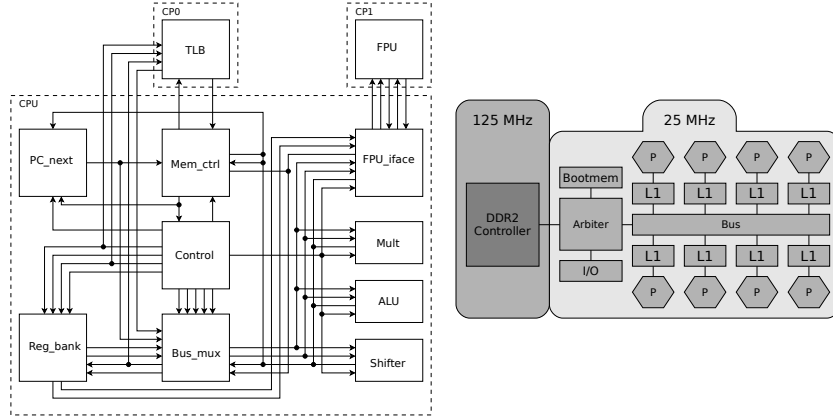 CP0
TLB
CP1
FPU
CPU
PC_next
Mem_ctrl
FPU_iface
Control
Mult
ALU
Reg_bank
Bus_mux
Shifter
125 MHz
25 MHz
DDR2
Controller
Bootmem
Arbiter
I/O
P P P P
L1 L1 L1 L1
Bus
L1 L1 L1 L1
P P P P